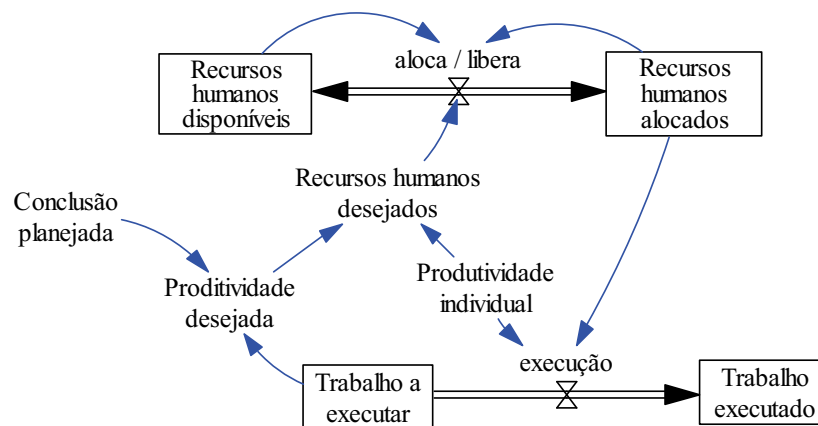 aloca / libera
Recursos
humanos
disponíveis
Recursos
humanos
alocados
Recursos humanos
desejados
Conclusão
planejada
Proditividade
desejada
Produtividade
individual
execução
Trabalho a
executar
Trabalho
executado